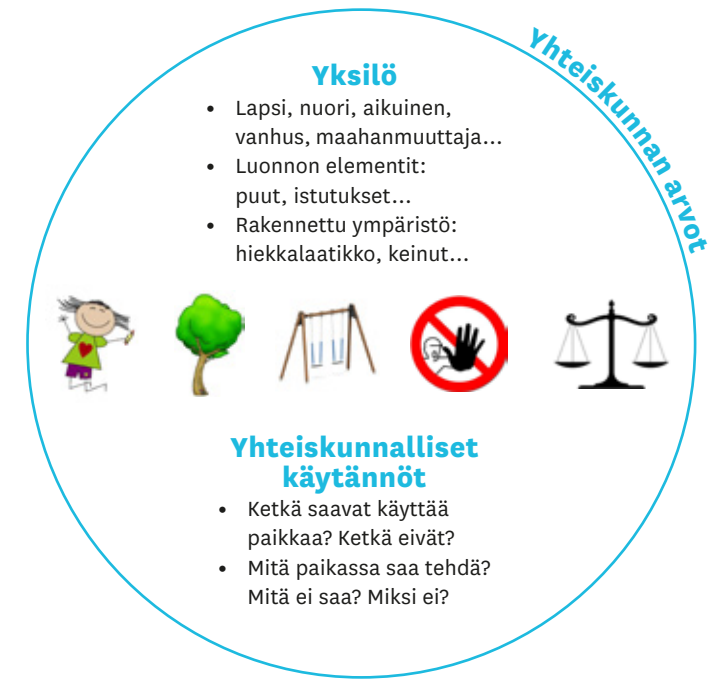 Yhteiskunnan arvot
Yksilö
• Lapsi, nuori, aikuinen,
vanhus, maahanmuuttaja…
• Luonnon elementit:
puut, istutukset…
• Rakennettu ympäristö:
hiekkalaatikko, keinut…
Yhteiskunnalliset
käytännöt
• Ketkä saavat käyttää
paikkaa? Ketkä eivät?
• Mitä paikassa saa tehdä?
Mitä ei saa? Miksi ei?